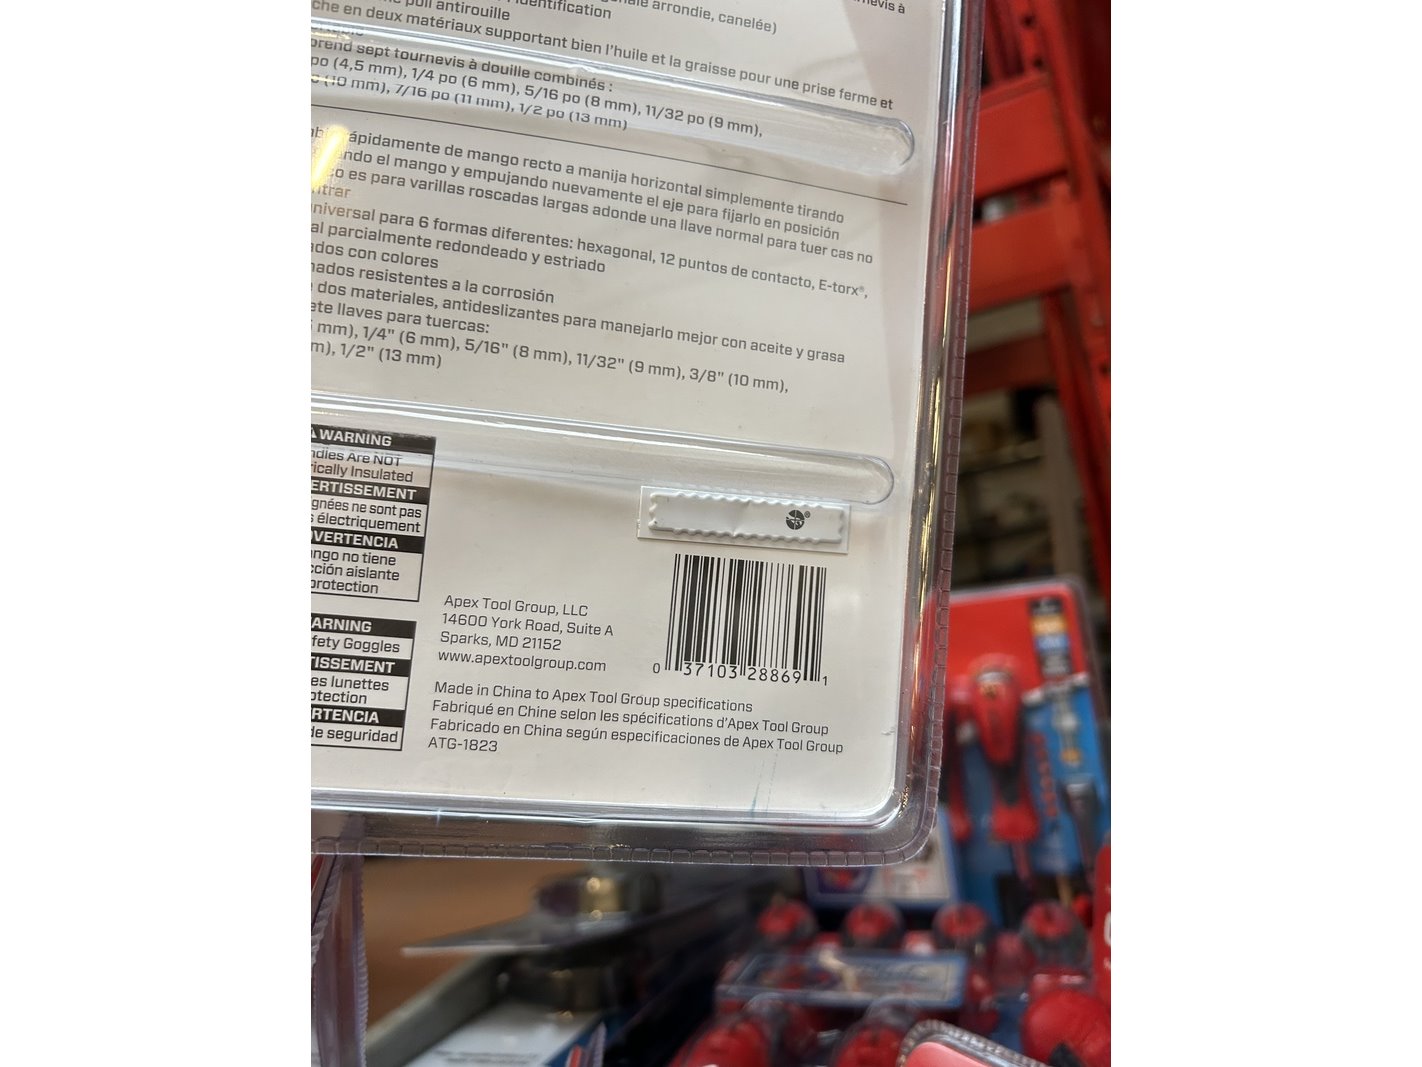 poli antirouille
l'identification
arrondie, canelée)
tournevis à
che en deux matériaux supportant bien l'huile et la graisse pour une prise ferme et
prend sept tournevis à douille combinés :
po (4,5 mm), 1/4 po (6 mm), 5/16 po (8 mm), 11/32 po (9 mm),
(10 mm), 7/16 po (11 mm), 1/2 po (13 mm)
ápidamente de mango recto a manija horizontal simplemente tirando
ndo el mango y empujando nuevamente el eje para fijarlo en posición
o es para varillas roscadas largas adonde una llave normal para tuer cas no
trar
universal para 6 formas diferentes: hexagonal, 12 puntos de contacto, E-torx®,
al parcialmente redondeado y estriado
ados con colores
nados resistentes a la corrosión
dos materiales, antideslizantes para manejarlo mejor con aceite y grasa
ete llaves para tuercas:
mm), 1/4" (6 mm), 5/16" (8 mm), 11/32" (9 mm), 3/8" (10 mm),
m), 1/2" (13 mm)
WARNING
ndles Are NOT
rically Insulated
ERTISSEMENT
gnées ne sont pas
s électriquement
VERTENCIA
ango no tiene
cción aislante
protection
ARNING
fety Goggles
TISSEMENT
es lunettes
otection
RTENCIA
de seguridad
Apex Tool Group, LLC
14600 York Road, Suite A
Sparks, MD 21152
www.apextoolgroup.com
0 37103 28869 1
Made in China to Apex Tool Group specifications
Fabriqué en Chine selon les spécifications d'Apex Tool Group
Fabricado en China según especificaciones de Apex Tool Group
ATG-1823